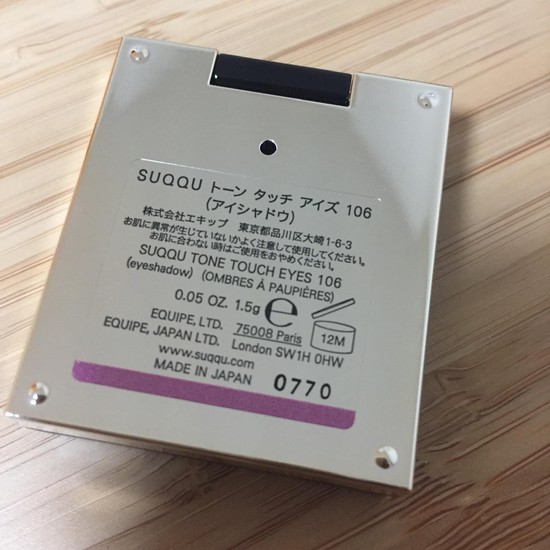 SUQQU トーン タッチ アイズ 106
(アイシャドウ)
株式会社エキップ 東京都品川区大崎1-6-3
お肌に異常が生じていないかよく注意して使用してください。
お肌に合わない時はご使用をおやめください。
SUQQU TONE TOUCH EYES 106
(eyeshadow) (OMBRES À PAUPIÈRES)
0.05 OZ. 1.5g ℮
EQUIPE, LTD. 75008 Paris
EQUIPE, JAPAN LTD. London SW1H 0HW
12M
www.suqqu.com
MADE IN JAPAN 0770